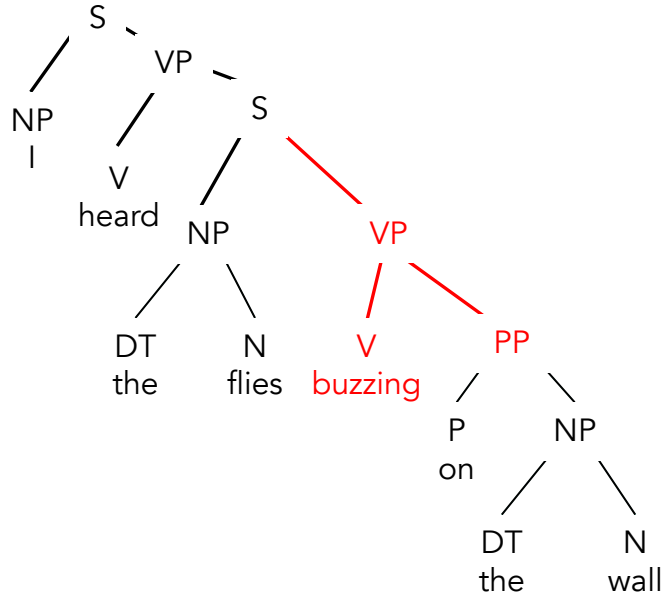 S
VP
S
NP
I
V
heard
NP
VP
DT
the
N
flies
V
buzzing
PP
P
on
NP
DT
the
N
wall